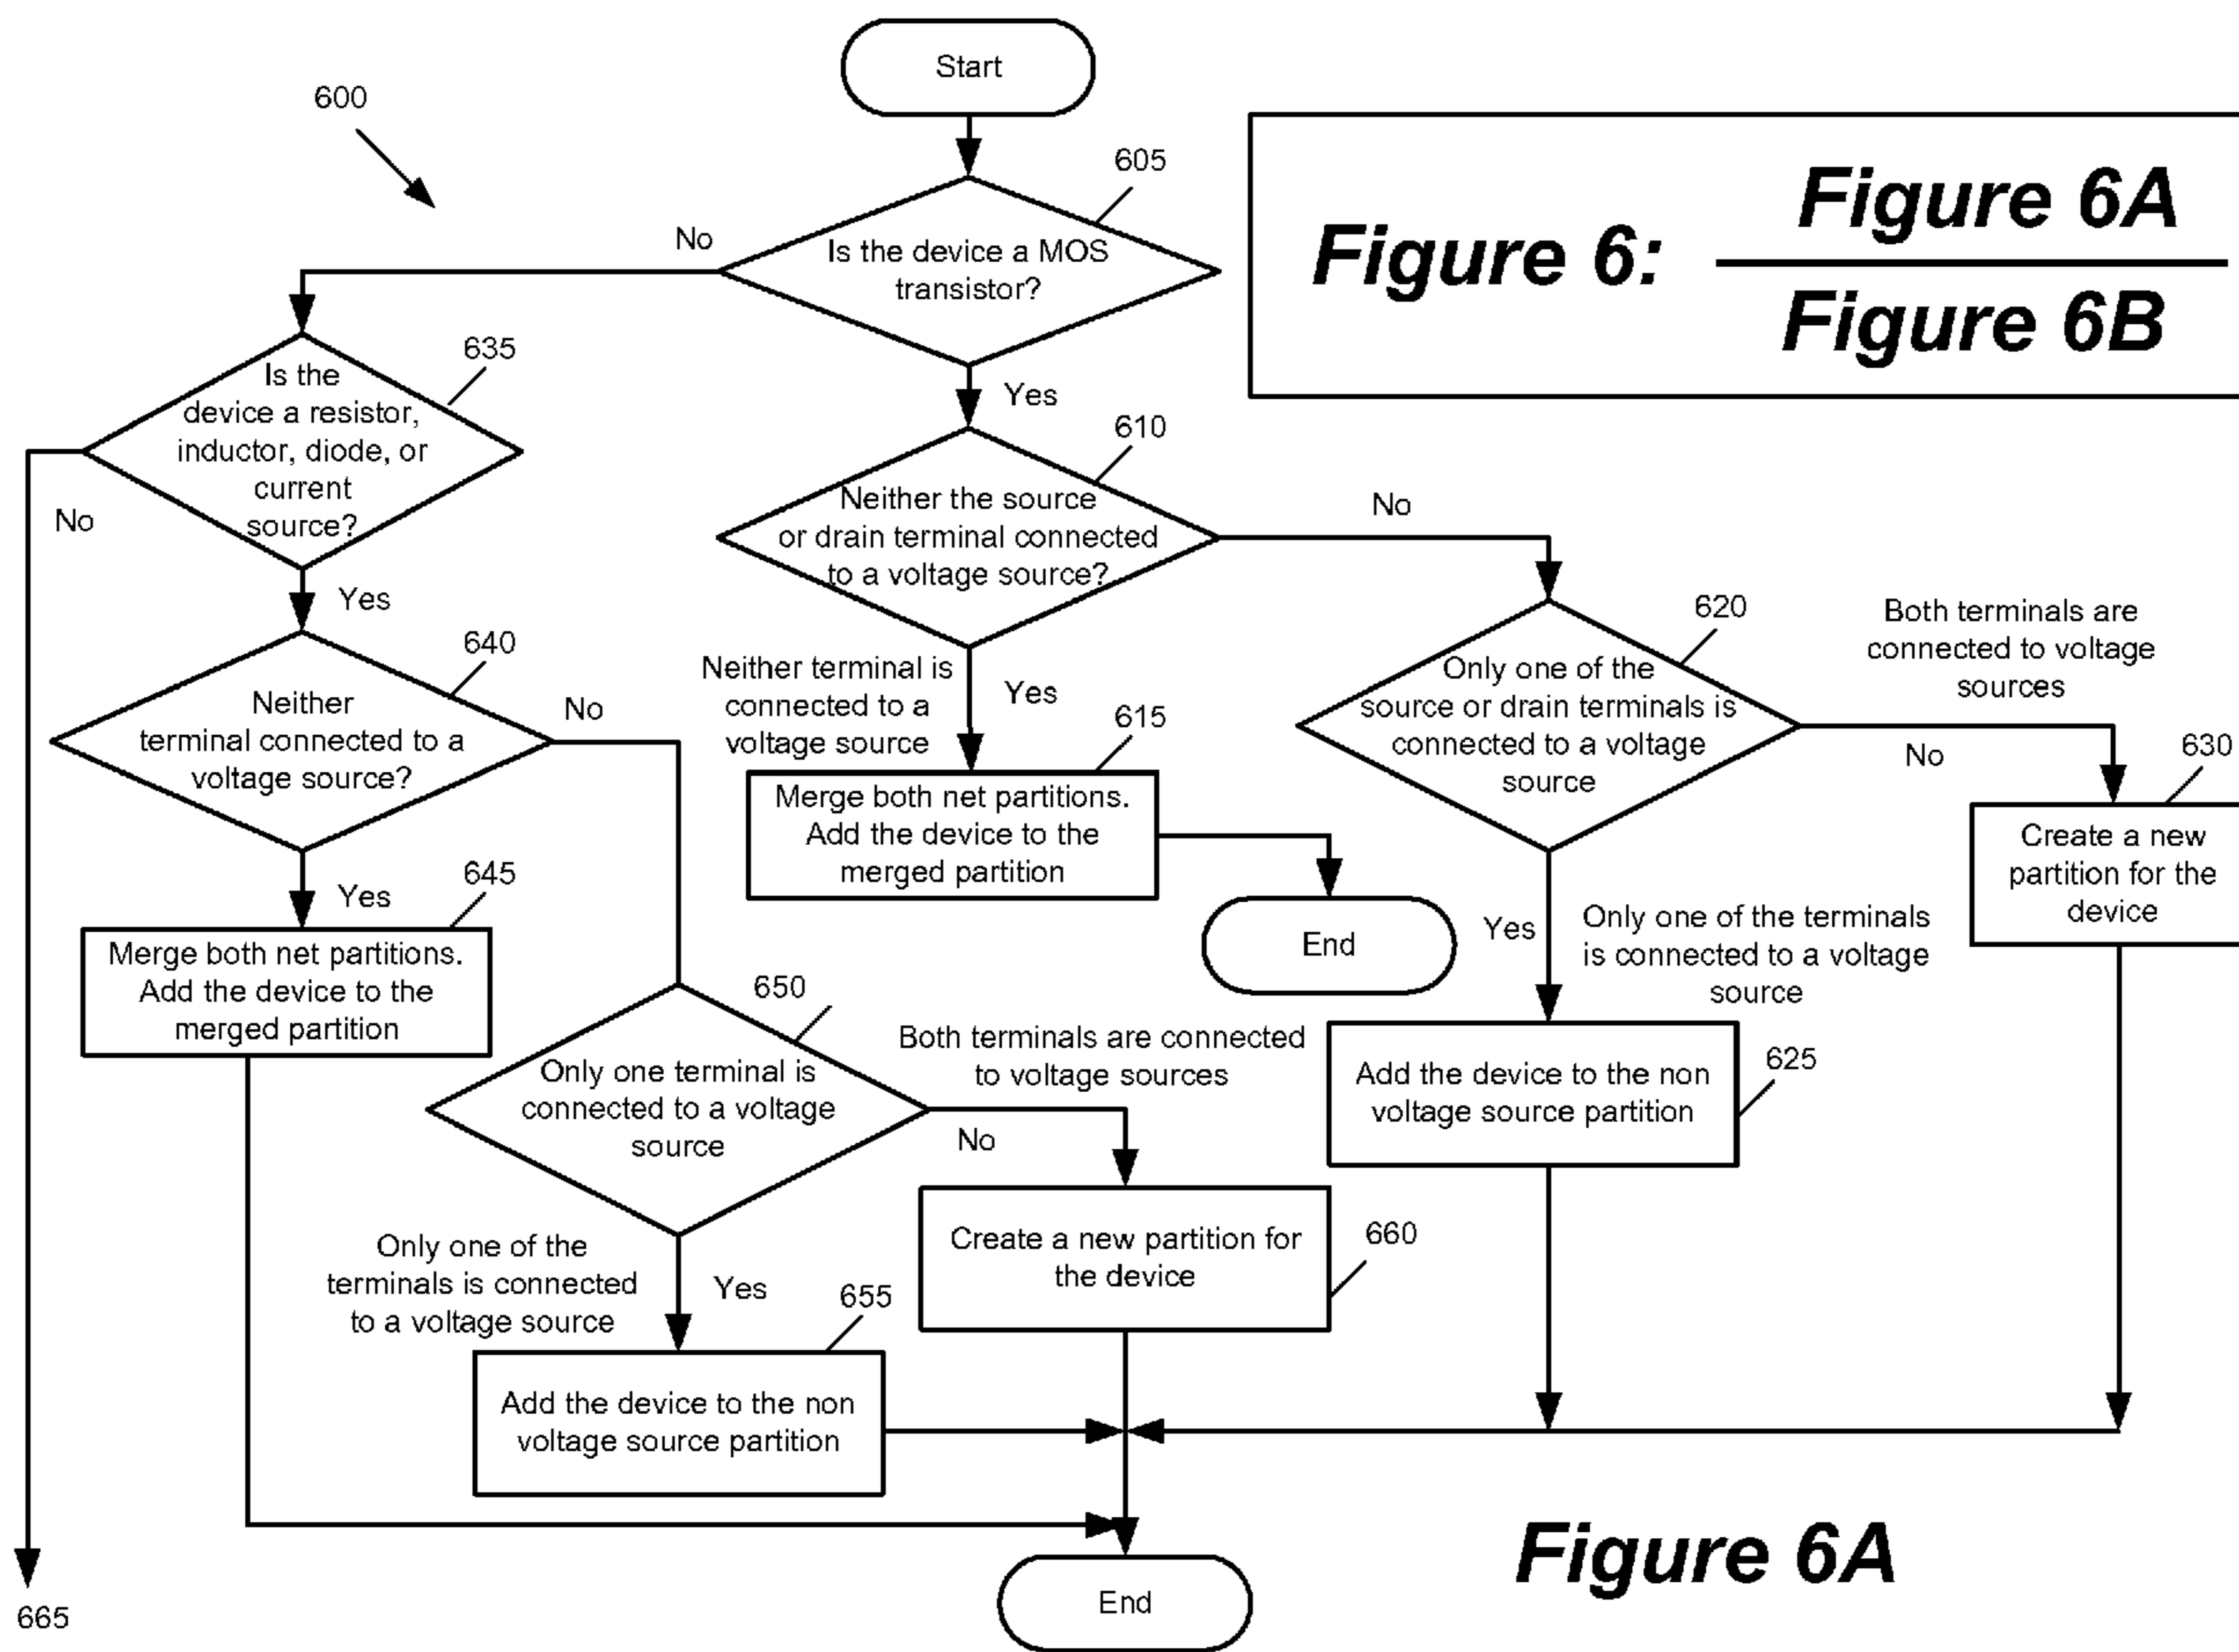 Start
600
605
Figure 6:
Figure 6A
Figure 6B
No
Is the device a MOS
transistor?
635
Is the
device a resistor,
inductor, diode, or
current
source?
No
Yes
610
Neither the source
or drain terminal connected
to a voltage source?
No
Yes
640
Neither
terminal connected to a
voltage source?
No
Neither terminal is
connected to a
voltage source
Yes
615
Merge both net partitions.
Add the device to the
merged partition
End
620
Only one of the
source or drain terminals is
connected to a voltage
source
Both terminals are
connected to voltage
sources
No
630
Create a new
partition for the
device
Yes
645
Merge both net partitions.
Add the device to the
merged partition
Yes
Only one of the terminals
is connected to a voltage
source
650
Only one terminal is
connected to a voltage
source
Both terminals are connected
to voltage sources
No
625
Add the device to the non
voltage source partition
Only one of the
terminals is connected
to a voltage source
Yes
655
Create a new partition for
the device
660
Add the device to the non
voltage source partition
Figure 6A
End
665